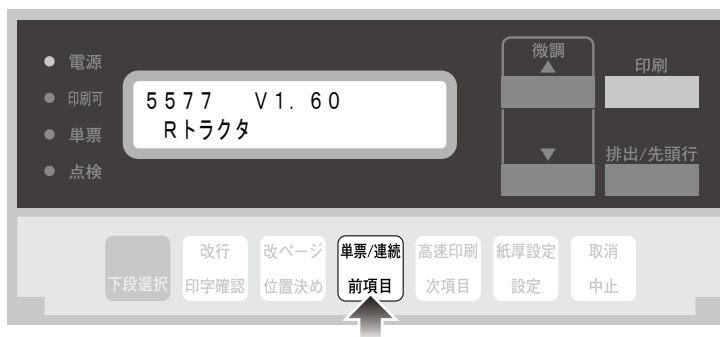 電源
印刷可
単票
点検
5577 V1.60
Rトラクタ
微調
▲
▼
印刷
排出/先頭行
下段選択
改行
印字確認
改ページ
位置決め
単票/連続
前項目
高速印刷
次項目
紙厚設定
設定
取消
中止